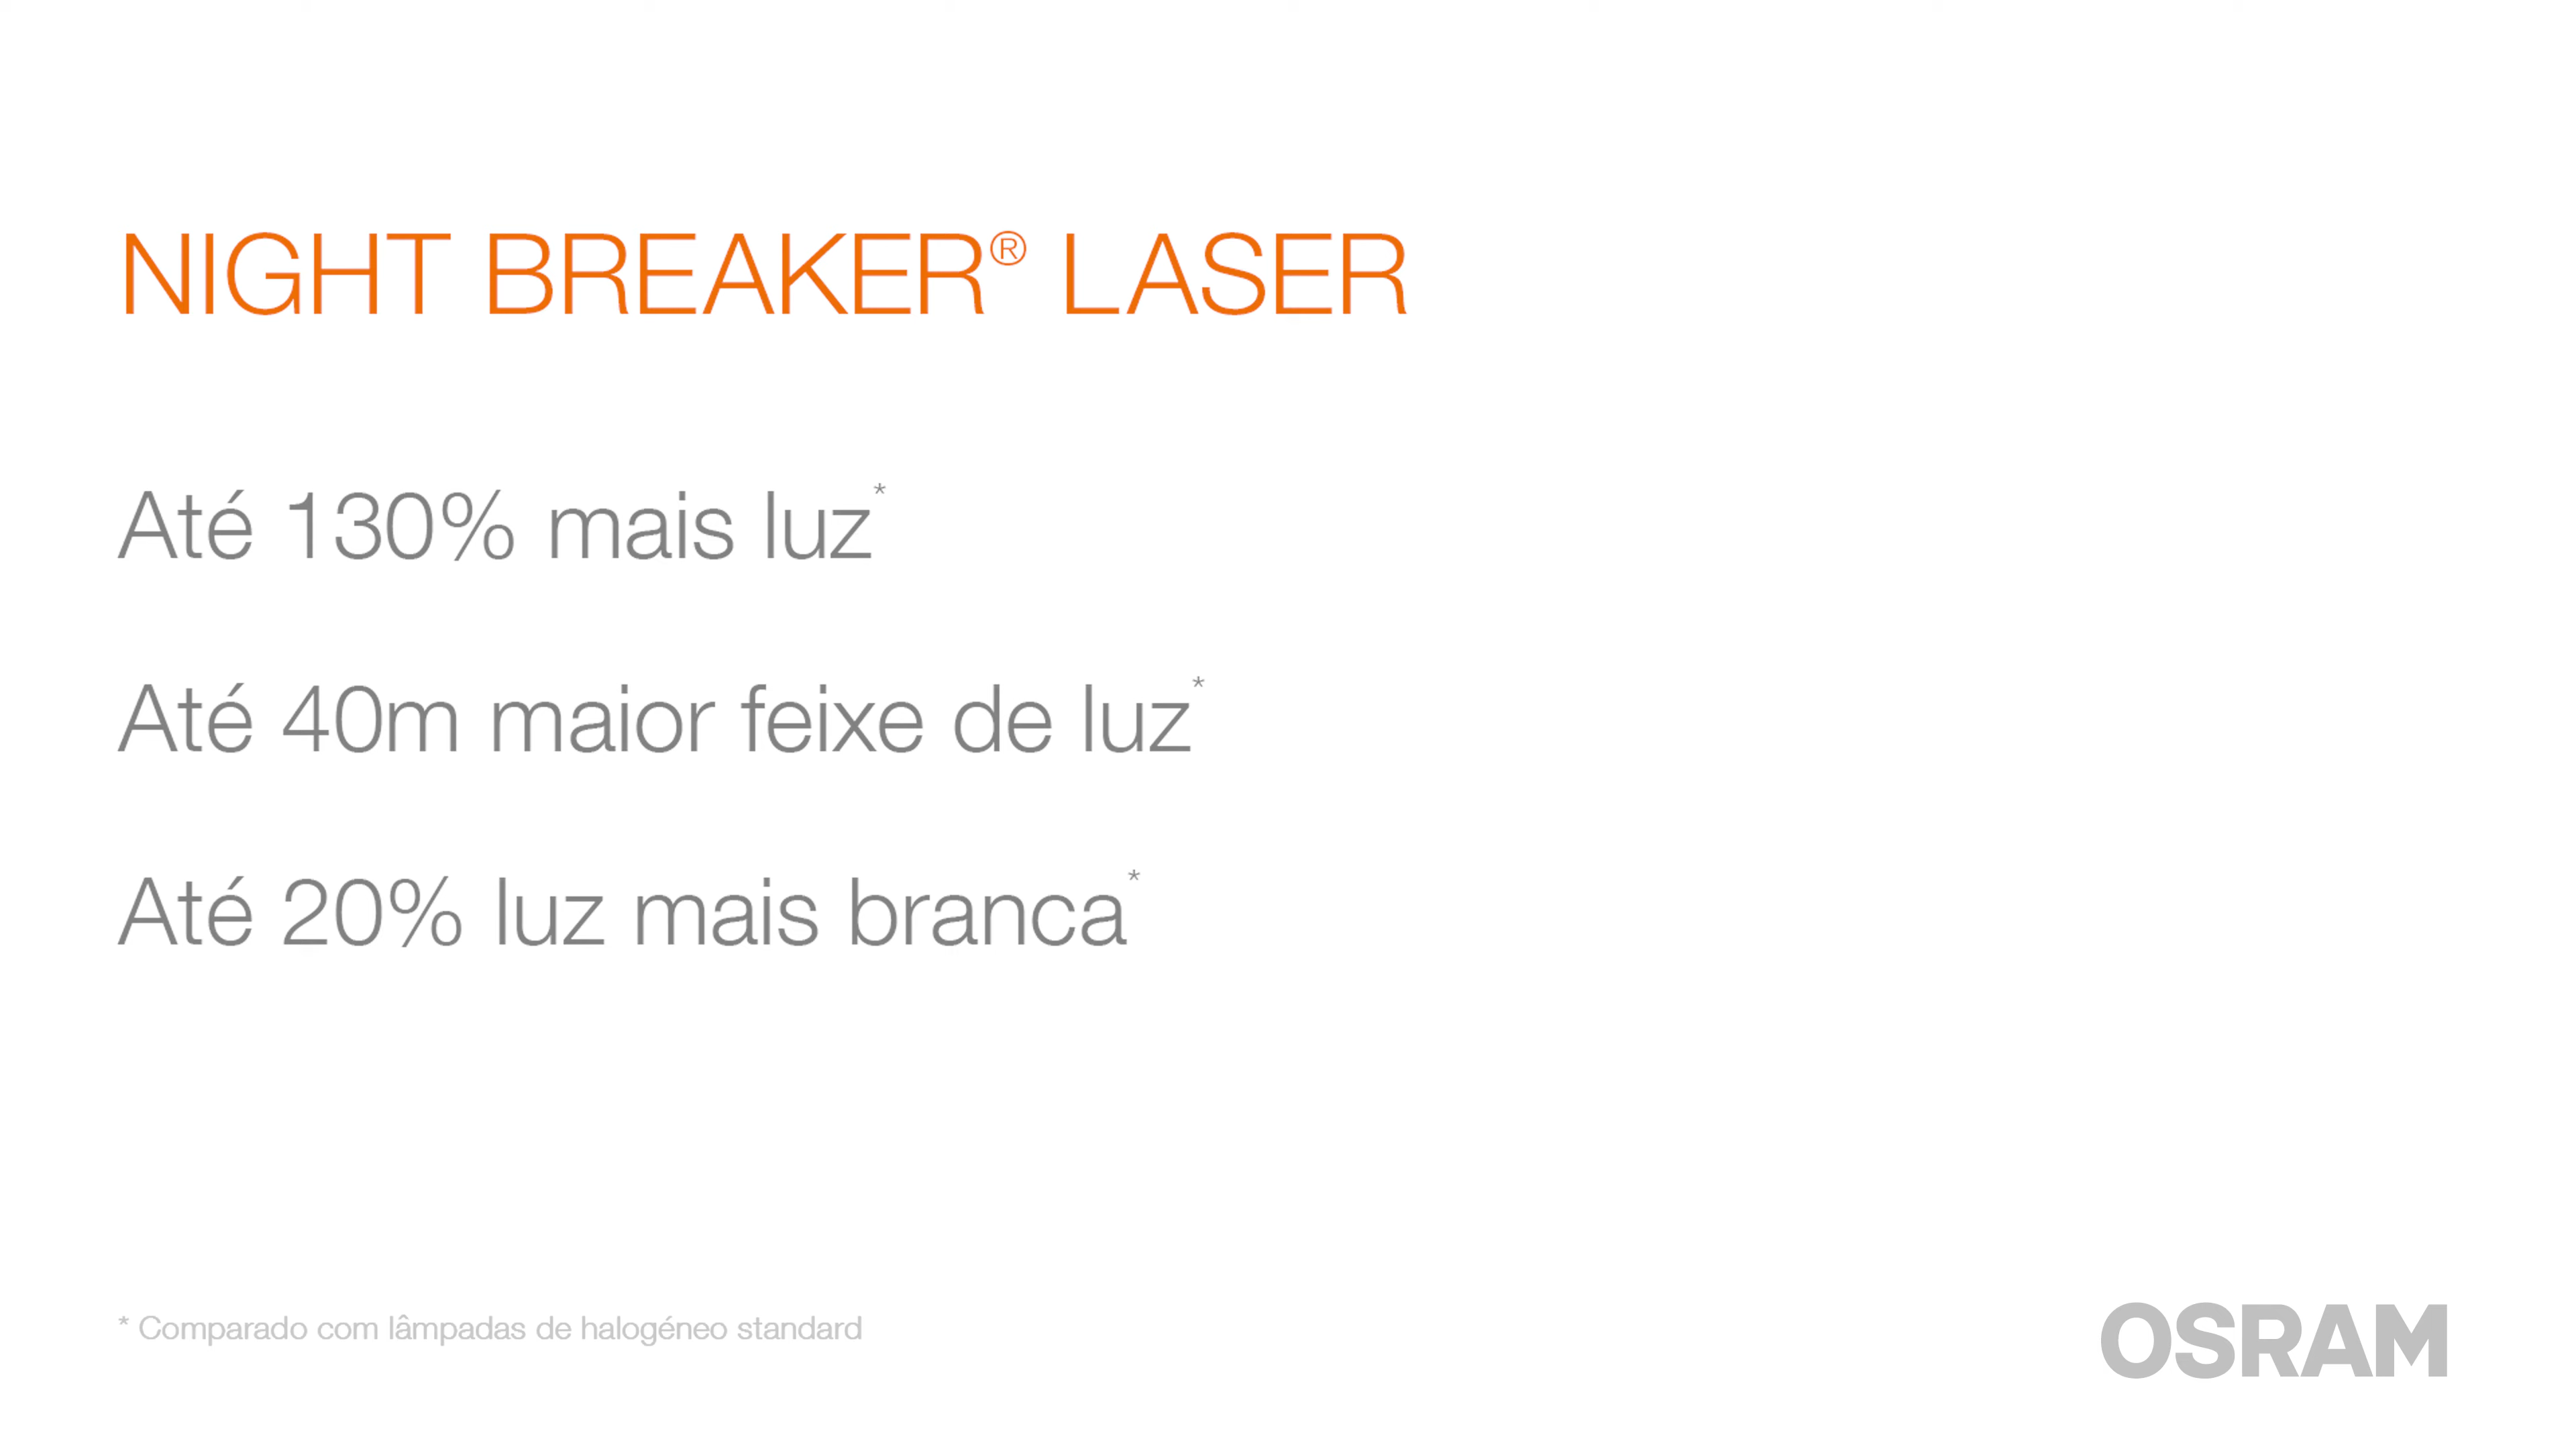 NIGHT BREAKER® LASER
Até 130% mais luz*
Até 40m maior feixe de luz*
Até 20% luz mais branca*
* Comparado com lâmpadas de halogéneo standard
OSRAM